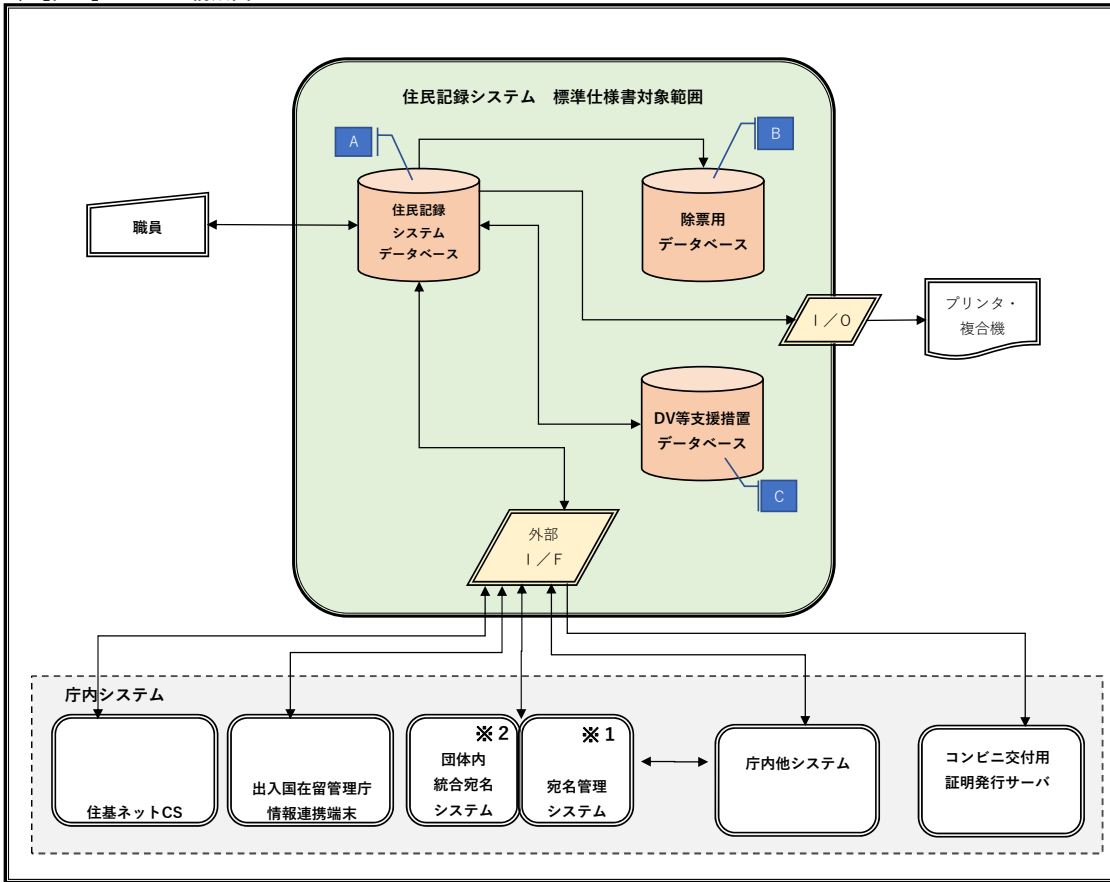 住民記録システム　標準仕様書対象範囲
A
B
住民記録
システム
データベース
除票用
データベース
職員
I/O
プリンタ・
複合機
DV等支援措置
データベース
C
外部
I/F
庁内システム
住基ネットCS
出入国在留管理庁
情報連携端末
※2
団体内
統合宛名
システム
※1
宛名管理
システム
庁内他システム
コンビニ交付用
証明発行サーバ